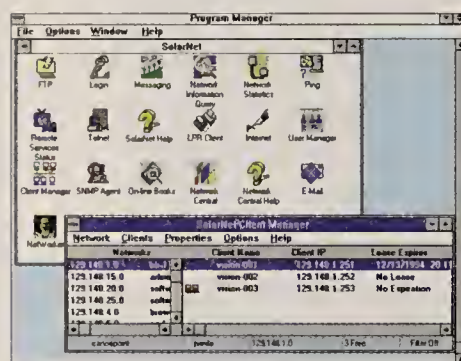 Program Manager
File Options Window Help
SolarNet
FTP
Login
Messaging
Network Information Query
Network Statistics
Ping
Remote Services Status
Telnet
SolarNet Help
LPR Client
Internet
User Manager
Client Manager
SNMP Agent
On-line Books
Network Central
Network Central Help
E-Mail
SolarNet Client Manager
Network Clients Properties Options Help
Networks Client Name Client IP Lease Expires
129.148.1.0 vision-001 129.148.1.251 12/13/1994
129.148.15.0 vision-002 129.148.1.252 No Lease
129.148.20.0 vision-003 129.148.1.253 No Expiration
129.148.25.0
129.148.4.0
129.148.1.0 3 Free Filter Off